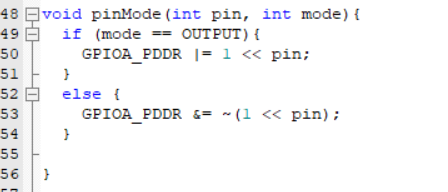 48 void pinMode(int pin, int mode){
49 if (mode == OUTPUT){
50 GPIOA_PDDR |= 1 << pin;
51 }
52 else {
53 GPIOA_PDDR &= ~(1 << pin);
54 }
55
56 }